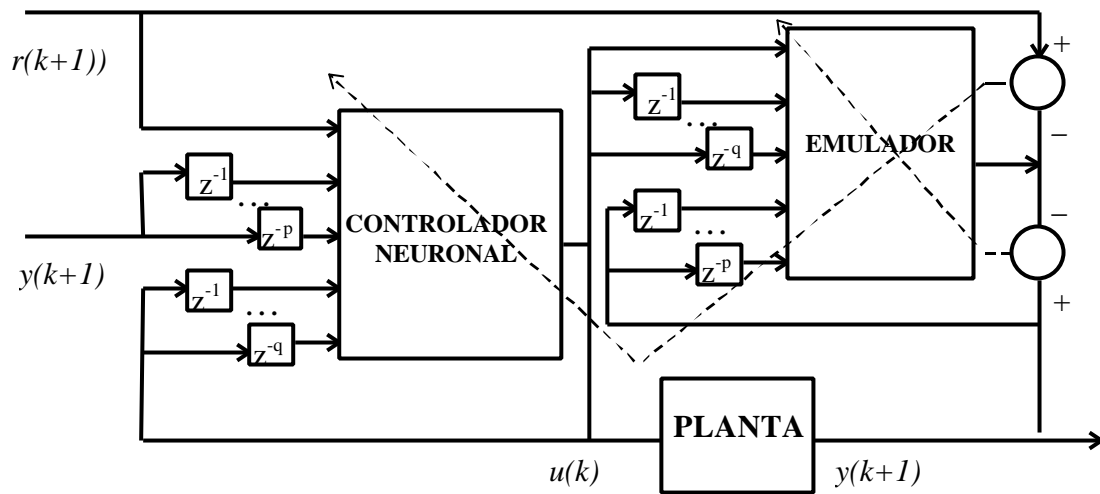 r(k+1))
z-1
...
z-p
y(k+1)
z-1
...
z-q
CONTROLADOR
NEURONAL
z-1
...
z-q
z-1
...
z-p
EMULADOR
+
−
−
+
PLANTA
u(k)
y(k+1)